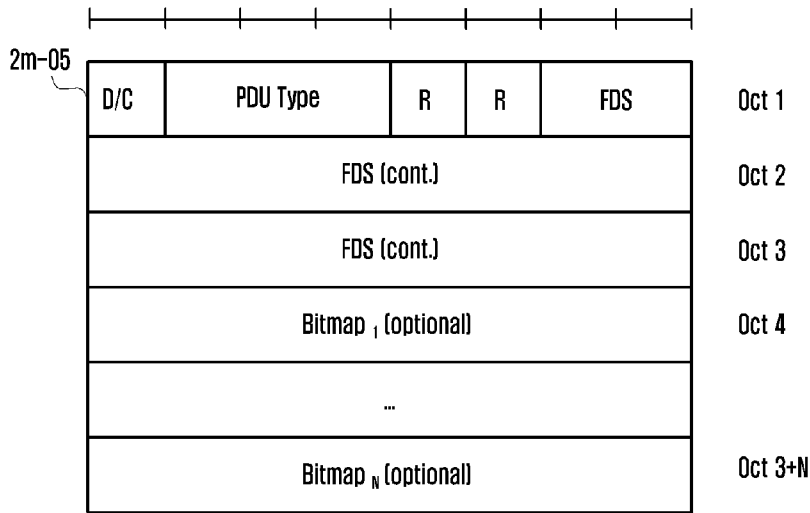 2m-05
D/C PDU Type R R FDS Oct 1
FDS (cont.) Oct 2
FDS (cont.) Oct 3
Bitmap 1 (optional) Oct 4
...
Bitmap N (optional) Oct 3+N